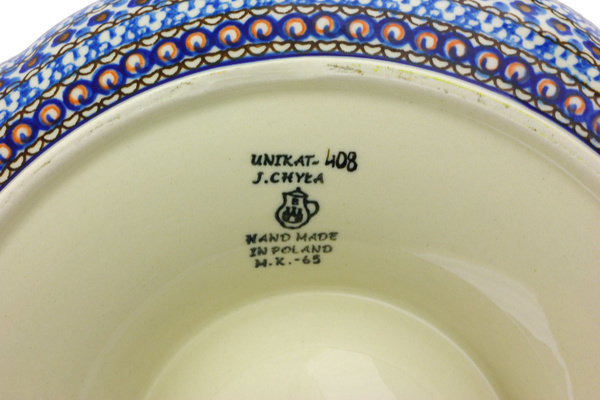 UNIKAT- 408
J. CHYŁA
HAND MADE
IN POLAND
M.K.-65